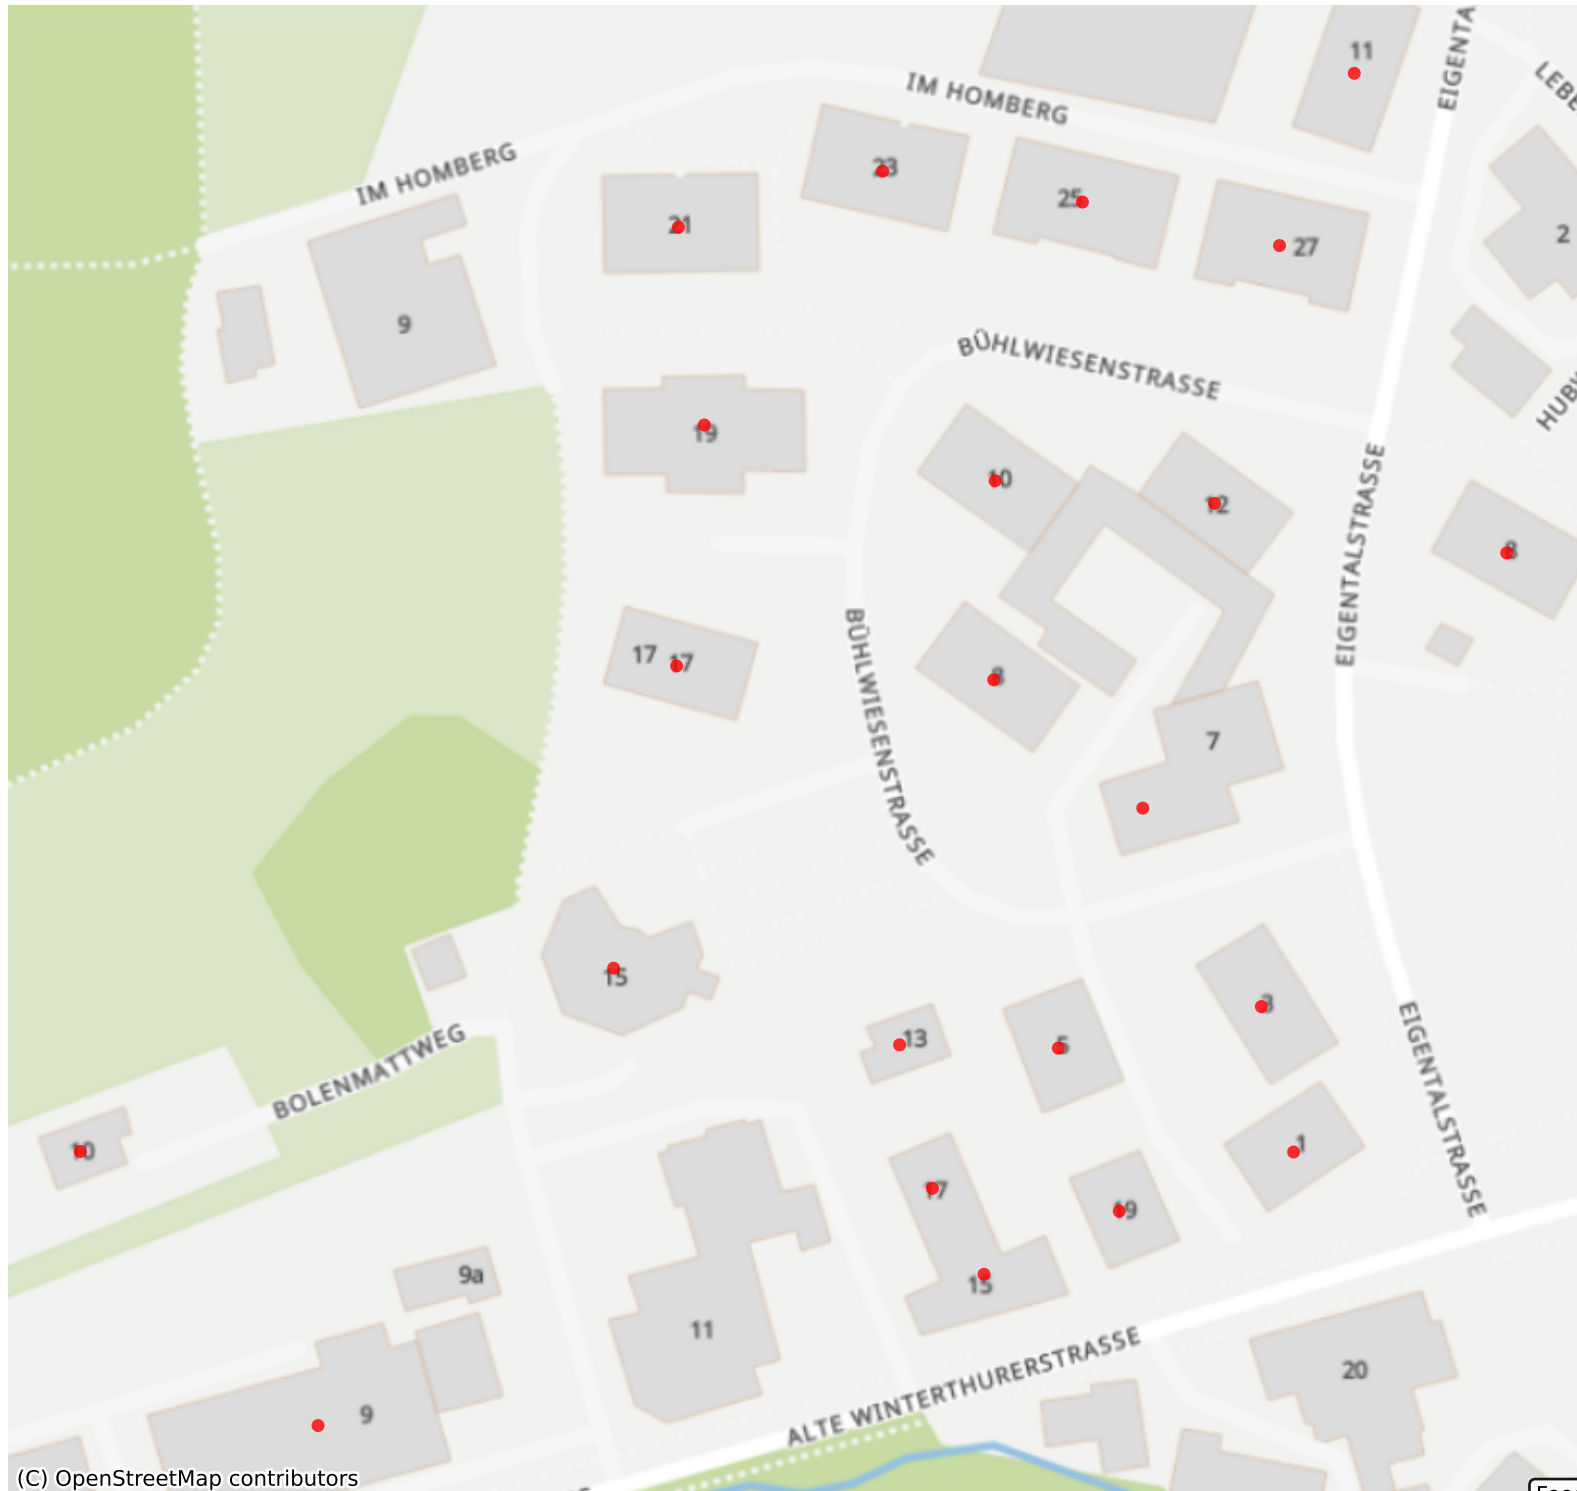 11
EIGENTA
LEBE
IM HOMBERG
IM HOMBERG
23
25
21
27
2
9
BÜHLWIESENSTRASSE
HUBW
19
10
12
8
EIGENTALSTRASSE
17
17
8
BÜHLWIESENSTRASSE
7
15
13
5
3
BOLENMATTWEG
EIGENTALSTRASSE
10
1
17
19
9a
15
11
20
9
ALTE WINTERTHURERSTRASSE
(C) OpenStreetMap contributors